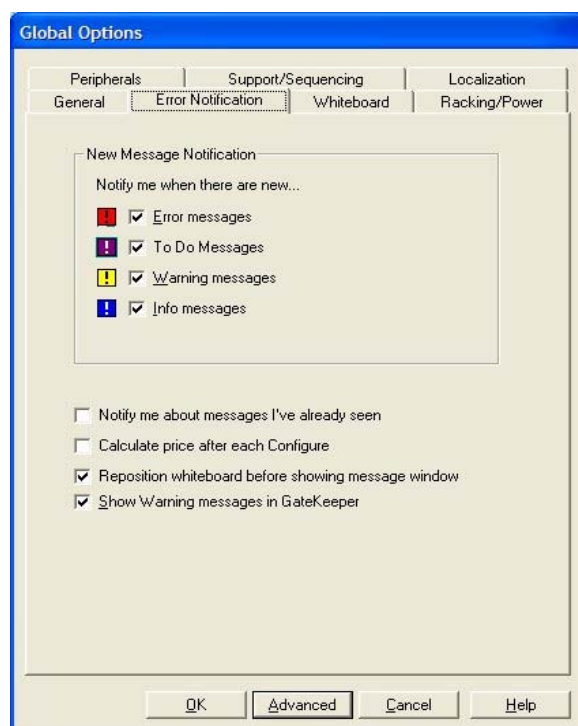 Global Options
Peripherals Support/Sequencing Localization
General Error Notification Whiteboard Racking/Power
New Message Notification
Notify me when there are new...
! Error messages
! To Do Messages
! Warning messages
! Info messages
Notify me about messages I've already seen
Calculate price after each Configure
Reposition whiteboard before showing message window
Show Warning messages in GateKeeper
OK Advanced Cancel Help